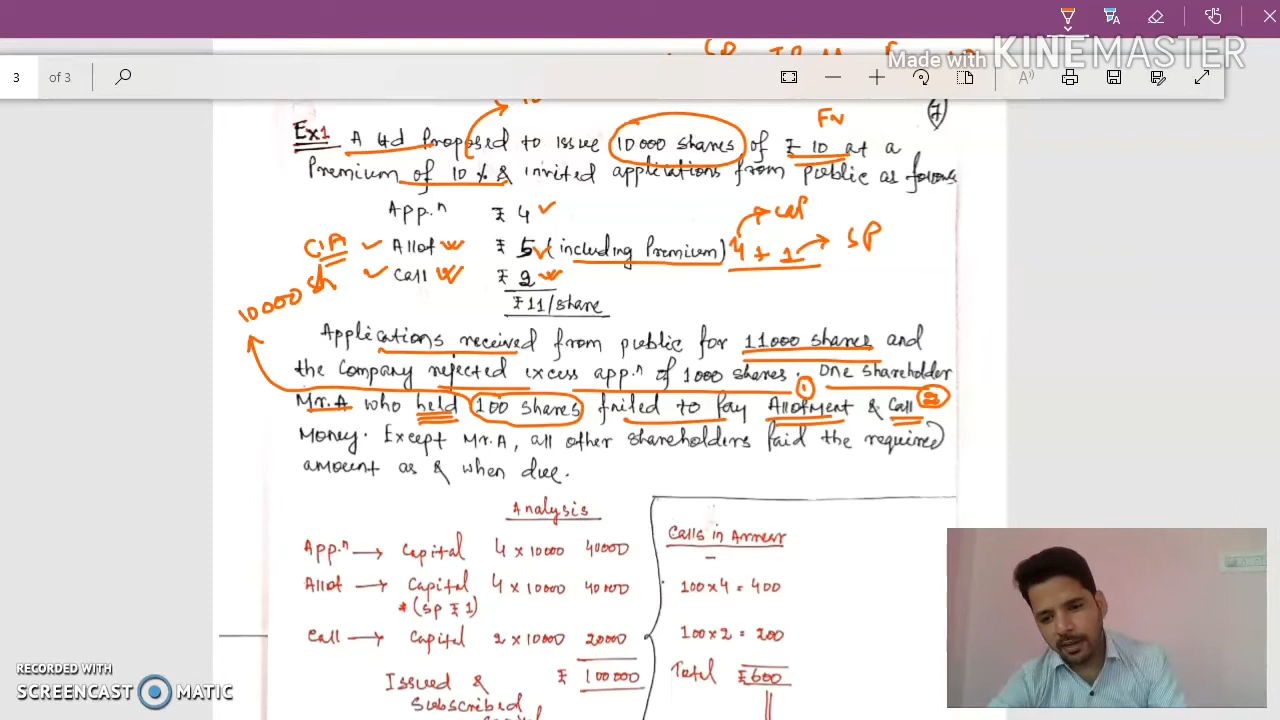 Made with KINEMASTER
3 of 3
FV
Ex1 A Ltd Proposed to issue 10000 shares of ₹ 10 at a
Premium of 10% & invited applications from public as follows
App.n ₹ 4
CIA Allot ₹ 5 (including Premium) 4 + 1 SP
Call ₹ 2
10000 sh
₹11/share
Applications received from public for 11000 shares and
the Company rejected excess app.n of 1000 shares. One shareholder
Mr.A who held 100 shares failed to pay Allotment & Call
Money. Except Mr.A, all other shareholders paid the required
amount as & when due.
Analysis
App.n → Capital 4 x 10000 40000
Allot → Capital 4 x 10000 40000
* (SP ₹ 1)
Call → Capital 2 x 10000 20000
₹ 100000
Issued &
Subscribed
Calls in Arrear
100 x 4 = 400
100 x 2 = 200
Total ₹600
RECORDED WITH
SCREENCAST MATIC